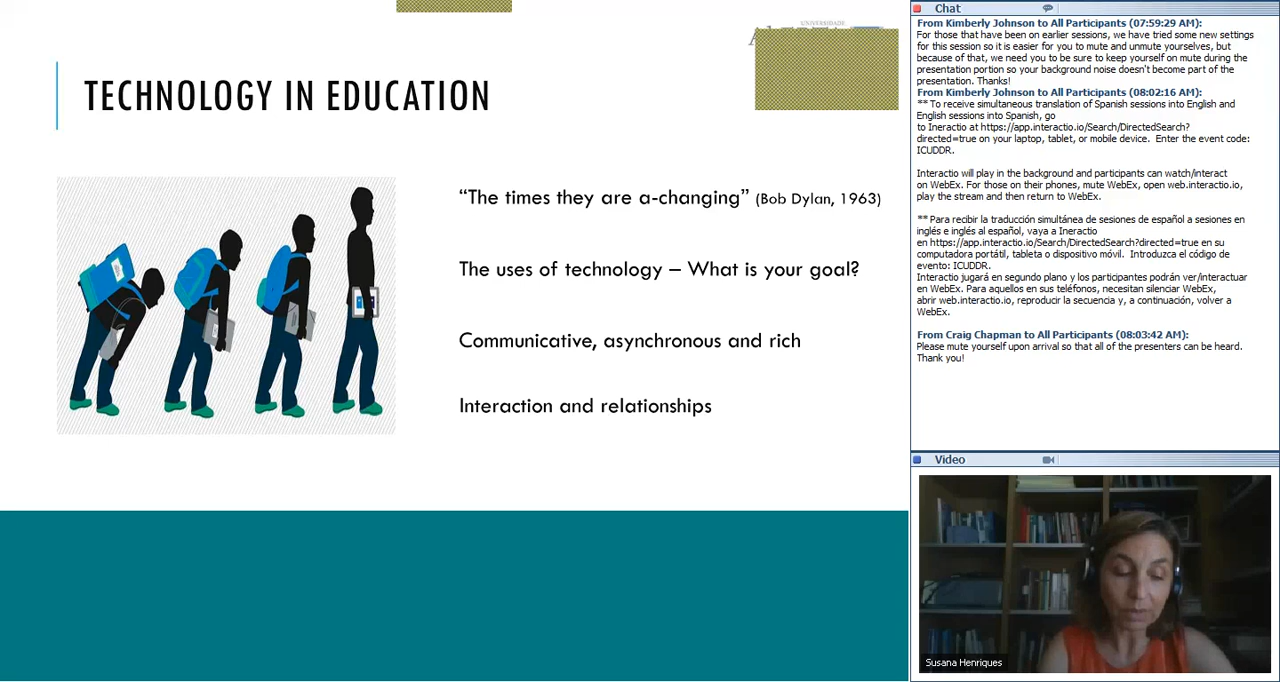 UNIVERSIDADE
TECHNOLOGY IN EDUCATION
“The times they are a-changing” (Bob Dylan, 1963)
The uses of technology – What is your goal?
Communicative, asynchronous and rich
Interaction and relationships
Chat
From Kimberly Johnson to All Participants (07:59:29 AM):
For those that have been on earlier sessions, we have tried some new settings
for this session so it is easier for you to mute and unmute yourselves, but
because of that, we need you to be sure to keep yourself on mute during the
presentation portion so your background noise doesn't become part of the
presentation. Thanks!
From Kimberly Johnson to All Participants (08:02:16 AM):
** To receive simultaneous translation of Spanish sessions into English and
English sessions into Spanish, go
to Ineractio at https://app.interactio.io/Search/DirectedSearch?
directed=true on your laptop, tablet, or mobile device. Enter the event code:
ICUDDR.
Interactio will play in the background and participants can watch/interact
on WebEx. For those on their phones, mute WebEx, open web.interactio.io,
play the stream and then return to WebEx.
** Para recibir la traducción simultánea de sesiones de español a sesiones en
inglés e inglés al español, vaya a Ineractio
en https://app.interactio.io/Search/DirectedSearch?directed=true en su
computadora portátil, tableta o dispositivo móvil. Introduzca el código de
evento: ICUDDR.
Interactio jugará en segundo plano y los participantes podrán ver/interactuar
en WebEx. Para aquellos en sus teléfonos, necesitan silenciar WebEx,
abrir web.interactio.io, reproducir la secuencia y, a continuación, volver a
WebEx.
From Craig Chapman to All Participants (08:03:42 AM):
Please mute yourself upon arrival so that all of the presenters can be heard.
Thank you!
Video
Susana Henriques